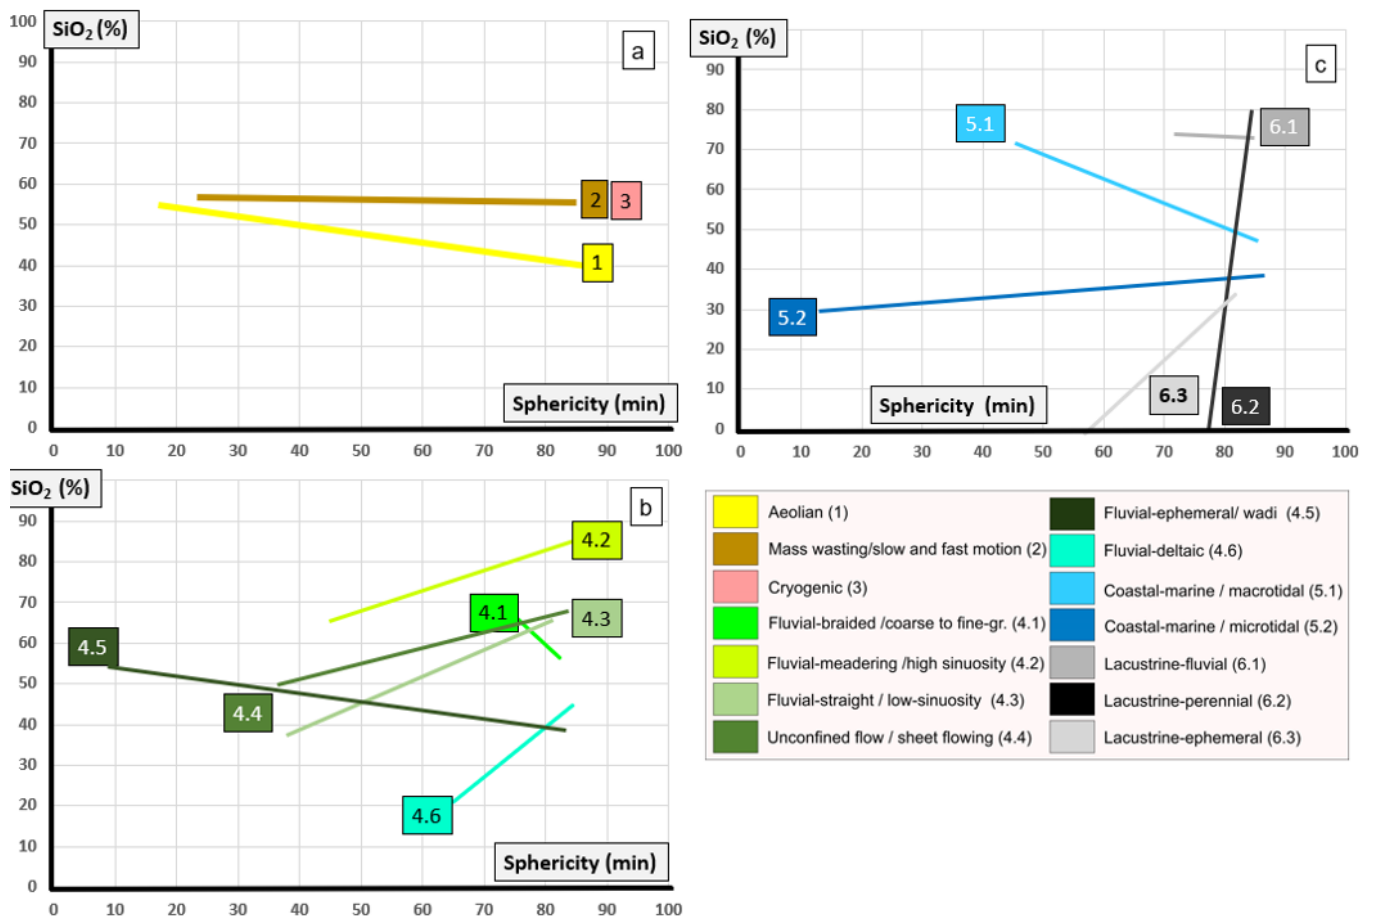 100
SiO2 (%)
a
90
80
70
60
2
3
50
1
40
30
20
10
Sphericity (min)
0
0 10 20 30 40 50 60 70 80 90 100
SiO2 (%)
b
90
4.2
80
70
4.1
4.3
60
4.5
50
4.4
40
30
20
4.6
10
Sphericity (min)
0
0 10 20 30 40 50 60 70 80 90 100
SiO2 (%)
c
90
80
5.1
6.1
70
60
50
40
30
5.2
20
10
6.3
6.2
Sphericity (min)
0
0 10 20 30 40 50 60 70 80 90 100
Aeolian (1)
Mass wasting/slow and fast motion (2)
Cryogenic (3)
Fluvial-braided /coarse to fine-gr. (4.1)
Fluvial-meadering /high sinuosity (4.2)
Fluvial-straight / low-sinuosity (4.3)
Unconfined flow / sheet flowing (4.4)
Fluvial-ephemeral/ wadi (4.5)
Fluvial-deltaic (4.6)
Coastal-marine / macrotidal (5.1)
Coastal-marine / microtidal (5.2)
Lacustrine-fluvial (6.1)
Lacustrine-perennial (6.2)
Lacustrine-ephemeral (6.3)